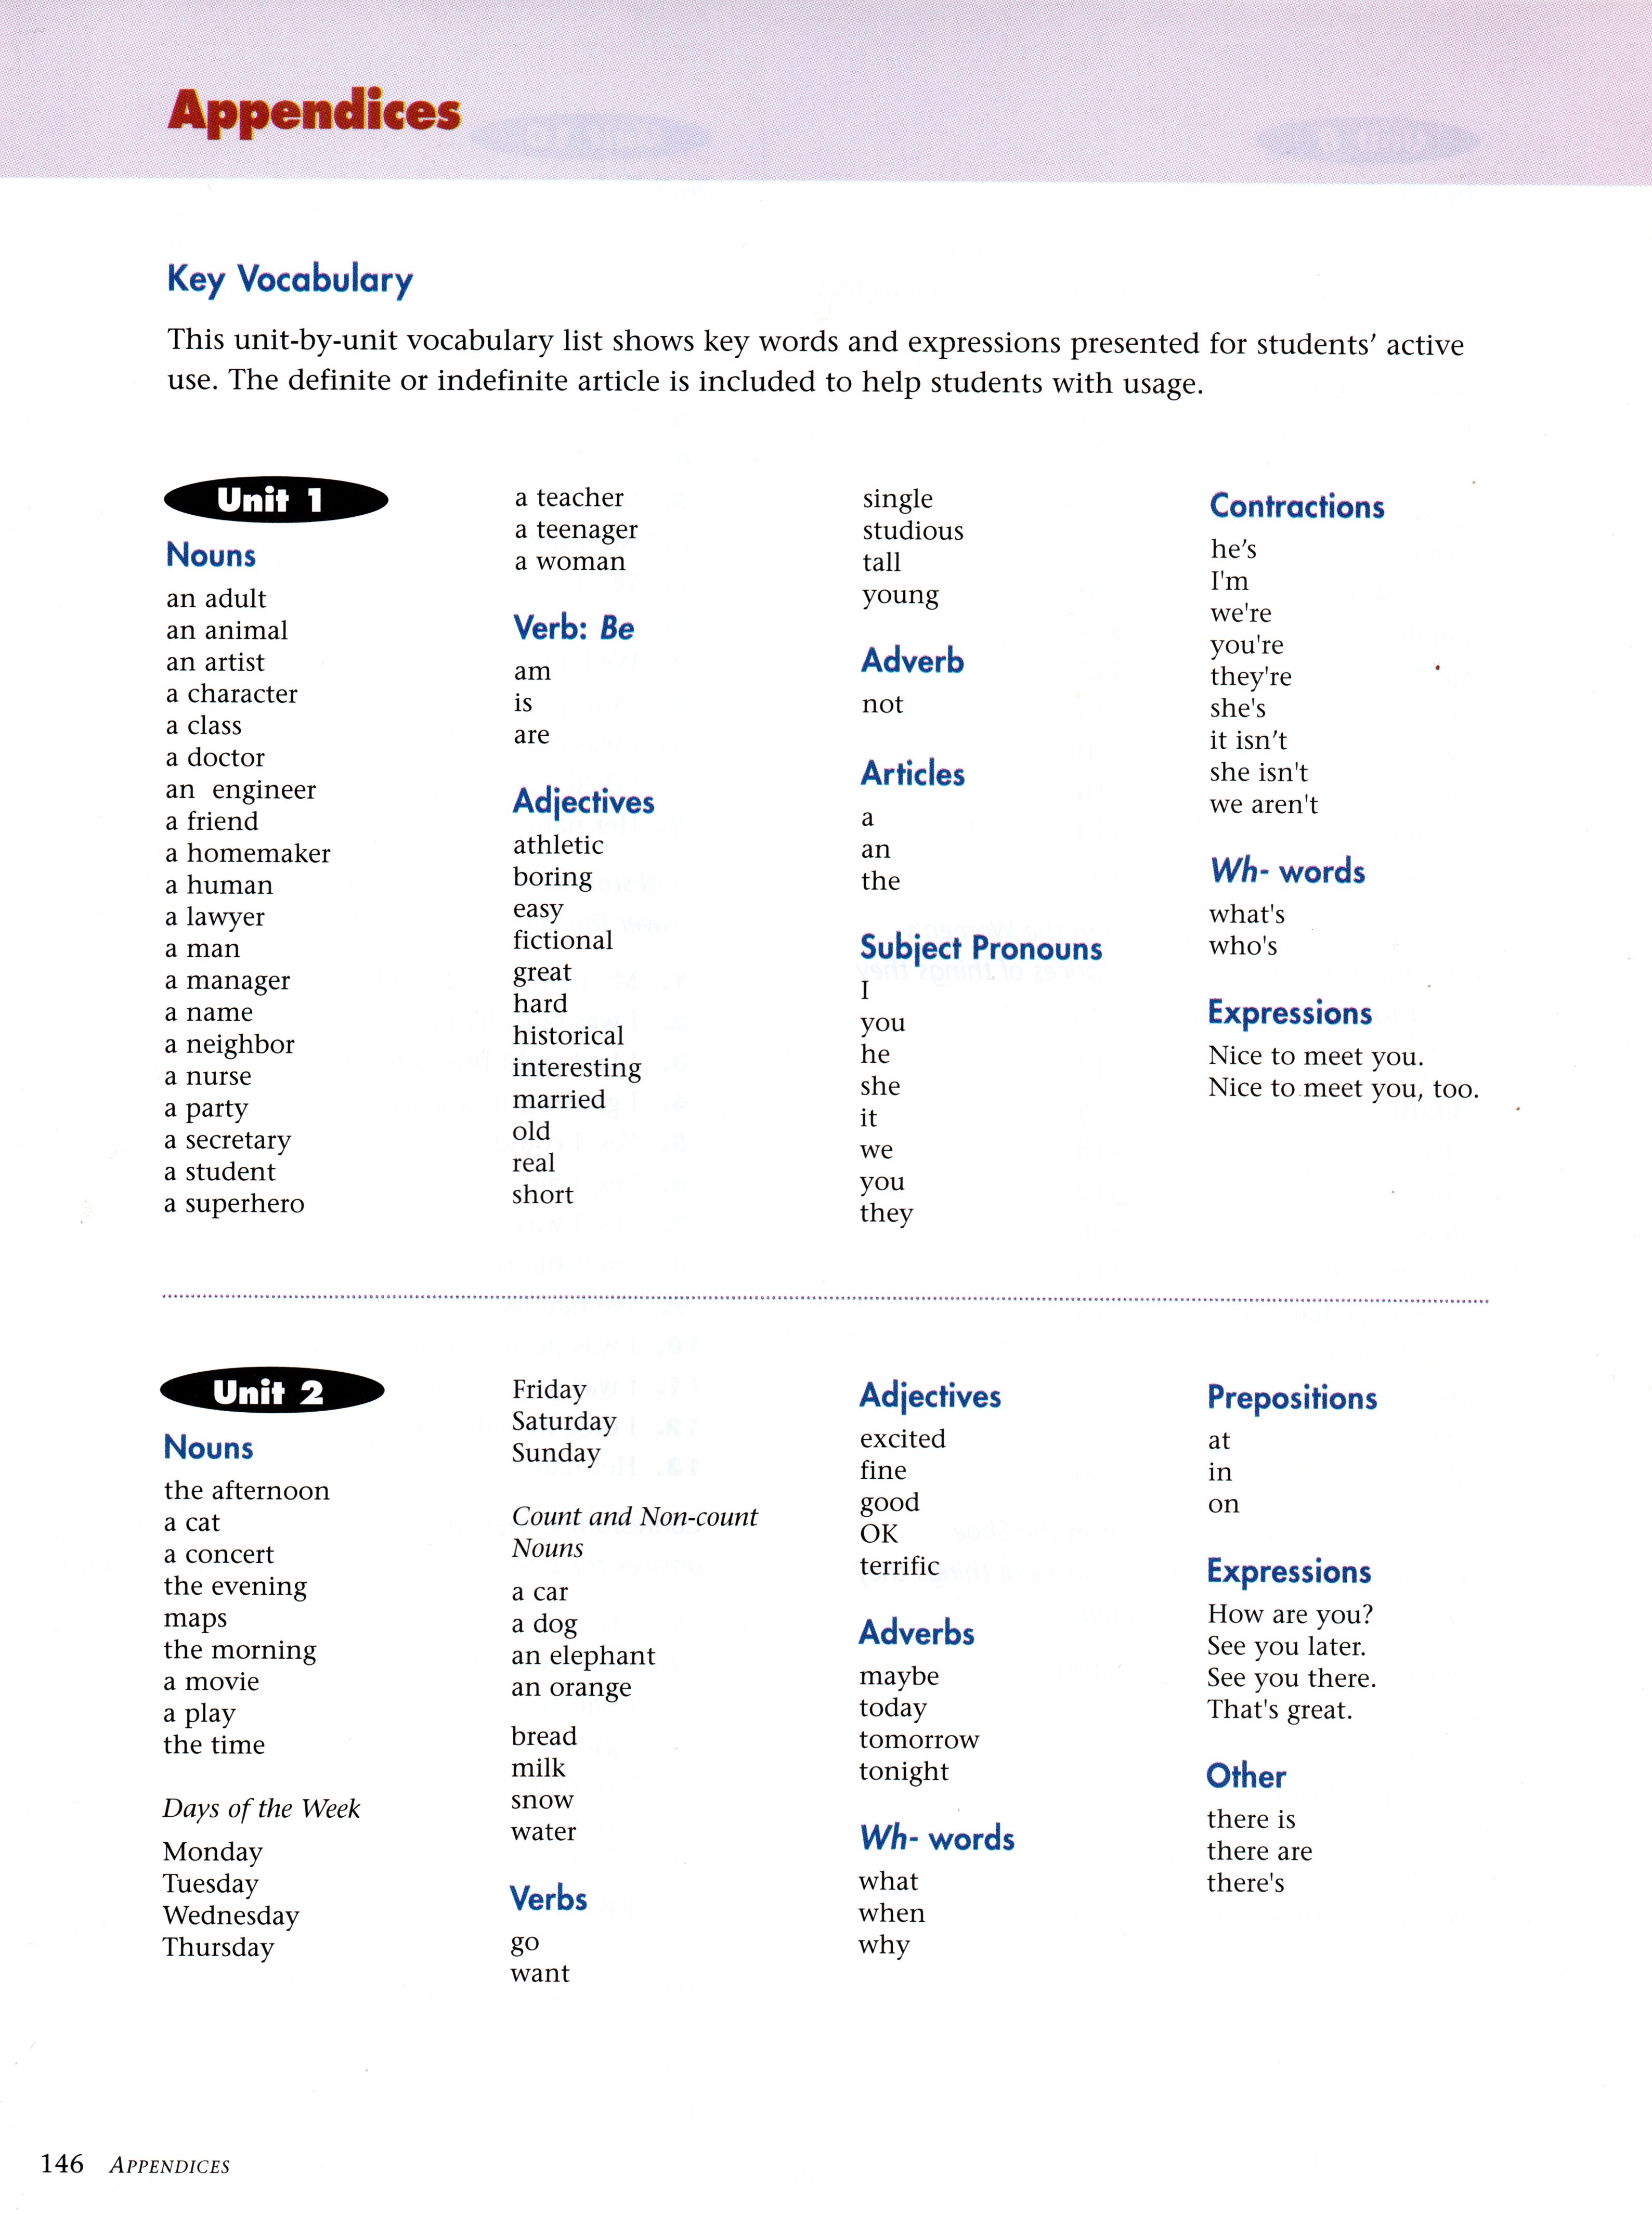 Appendices
Key Vocabulary
This unit-by-unit vocabulary list shows key words and expressions presented for students’ active
use. The definite or indefinite article is included to help students with usage.
Unit 1
Nouns
an adult
an animal
an artist
a character
a class
a doctor
an engineer
a friend
a homemaker
a human
a lawyer
a man
a manager
a name
a neighbor
a nurse
a party
a secretary
a student
a superhero
a teacher
a teenager
a woman
Verb: Be
am
is
are
Adjectives
athletic
boring
easy
fictional
great
hard
historical
interesting
married
old
real
short
single
studious
tall
young
Adverb
not
Articles
a
an
the
Subject Pronouns
I
you
he
she
it
we
you
they
Contractions
he’s
I'm
we're
you're
they're
she's
it isn’t
she isn't
we aren't
Wh- words
what's
who's
Expressions
Nice to meet you.
Nice to meet you, too.
Unit 2
Nouns
the afternoon
a cat
a concert
the evening
maps
the morning
a movie
a play
the time
Days of the Week
Monday
Tuesday
Wednesday
Thursday
Friday
Saturday
Sunday
Count and Non-count
Nouns
a car
a dog
an elephant
an orange
bread
milk
snow
water
Verbs
go
want
Adjectives
excited
fine
good
OK
terrific
Adverbs
maybe
today
tomorrow
tonight
Wh- words
what
when
why
Prepositions
at
in
on
Expressions
How are you?
See you later.
See you there.
That's great.
Other
there is
there are
there's
146 APPENDICES